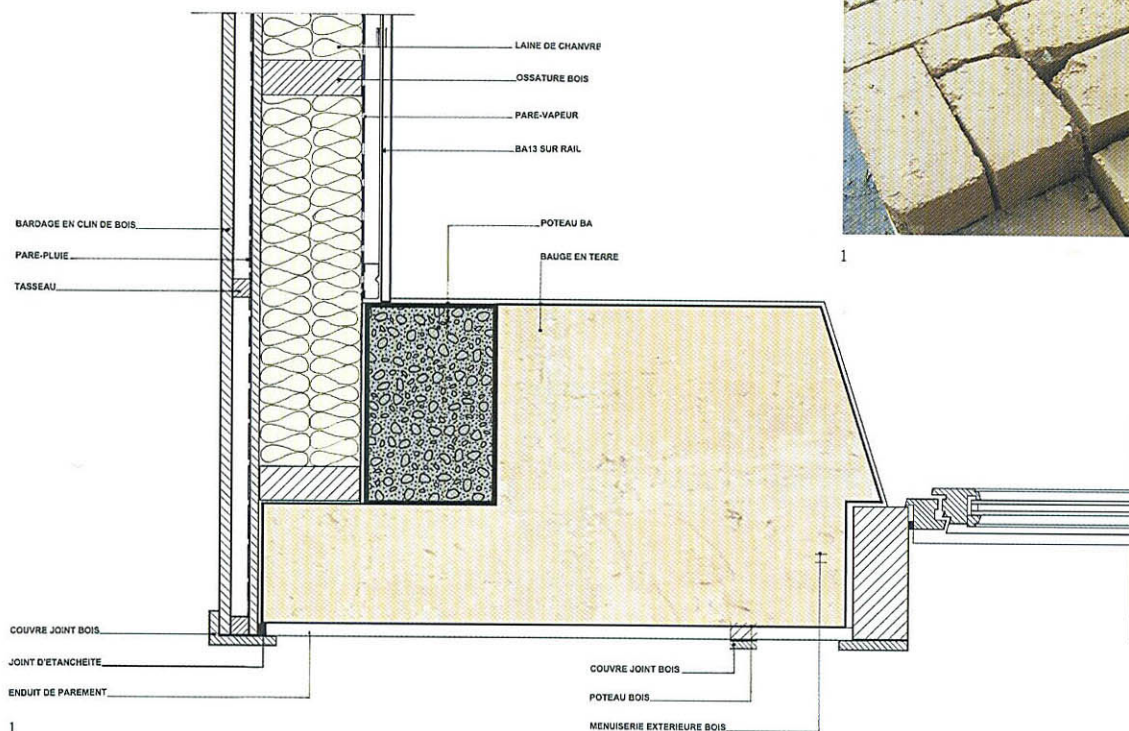 LAINE DE CHANVRE
OSSATURE BOIS
PARE-VAPEUR
BA13 SUR RAIL
BARDAGE EN CLIN DE BOIS
PARE-PLUIE
TASSEAU
POTEAU BA
BAUGE EN TERRE
1
COUVRE JOINT BOIS
JOINT D'ETANCHEITE
ENDUIT DE PAREMENT
COUVRE JOINT BOIS
POTEAU BOIS
MENUISERIE EXTERIEURE BOIS
1